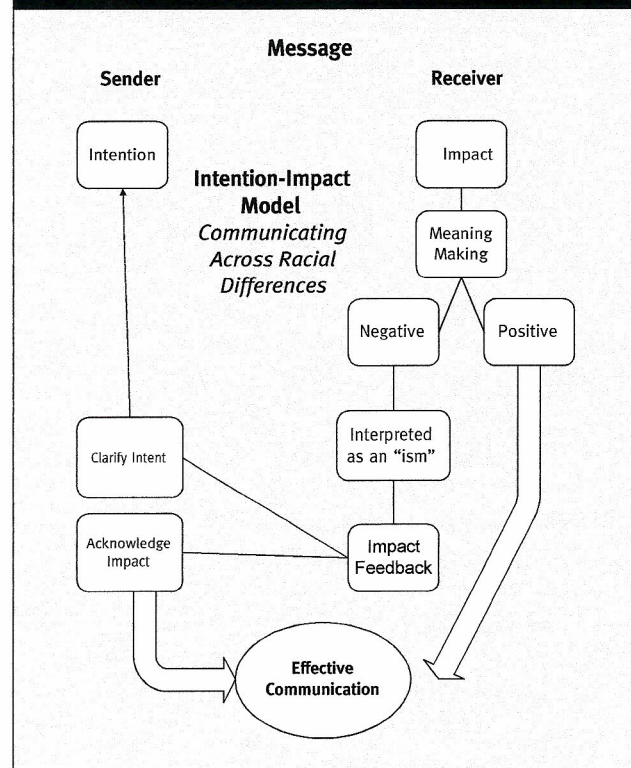 Message
Sender
Receiver
Intention
Impact
Intention-Impact
Model
Communicating
Across Racial
Differences
Meaning
Making
Negative
Positive
Interpreted
as an “ism”
Clarify Intent
Acknowledge
Impact
Impact
Feedback
Effective
Communication